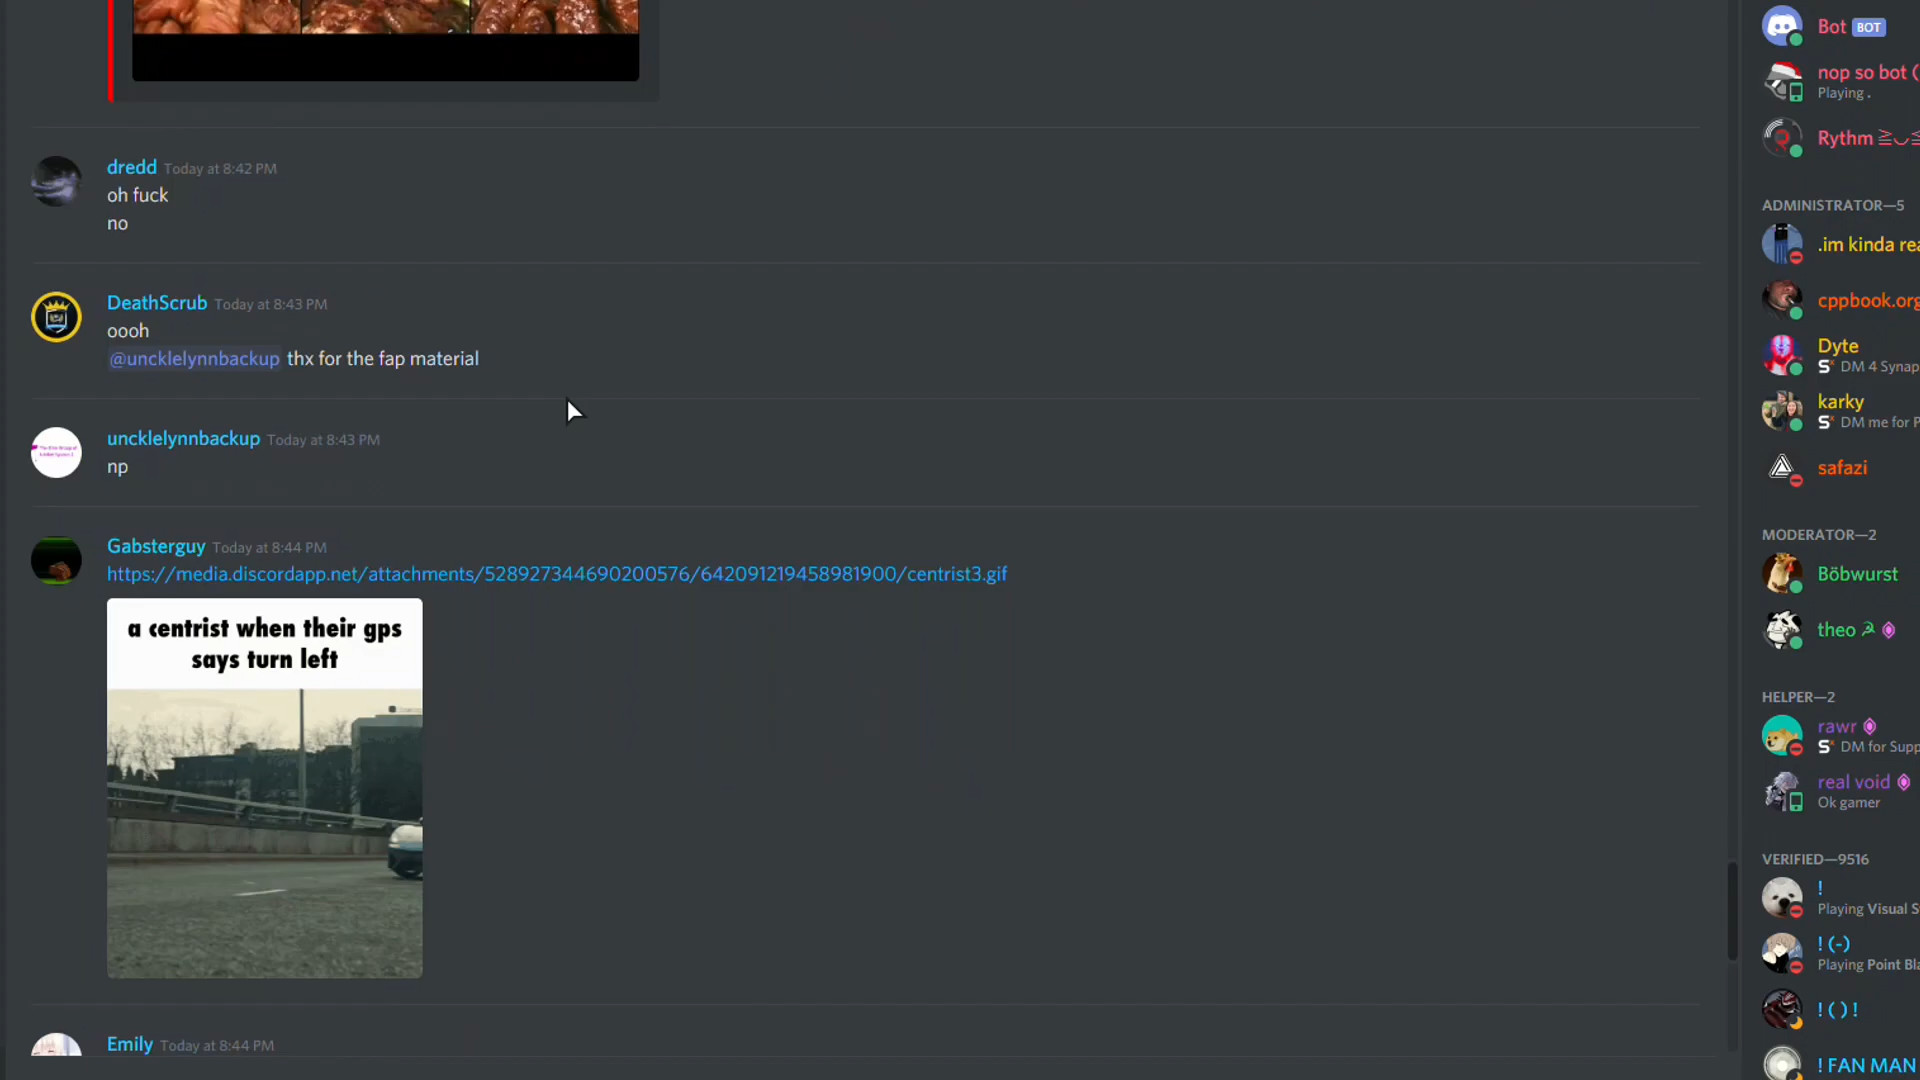 dredd Today at 8:42 PM
oh fuck
no
DeathScrub Today at 8:43 PM
oooh
@uncklelynnbackup thx for the fap material
uncklelynnbackup Today at 8:43 PM
np
Gabsterguy Today at 8:44 PM
https://media.discordapp.net/attachments/528927344690200576/642091219458981900/centrist3.gif
a centrist when their gps
says turn left
Emily Today at 8:44 PM
Bot BOT
nop so bot (
Playing .
Rythm ≧◡≦
ADMINISTRATOR—5
.im kinda rea
cppbook.org
Dyte
S DM 4 Synap
karky
S DM me for P
safazi
MODERATOR—2
Böbwurst
theo ☭
HELPER—2
rawr
S DM for Supp
real void
Ok gamer
VERIFIED—9516
!
Playing Visual S
! (-)
Playing Point Bla
! ( ) !
! FAN MAN